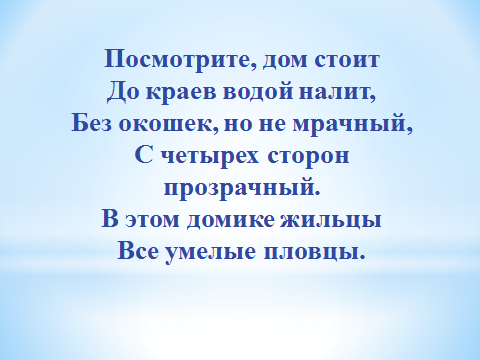 Посмотрите, дом стоит
До краев водой налит,
Без окошек, но не мрачный,
С четырех сторон
прозрачный.
В этом домике жильцы
Все умелые пловцы.